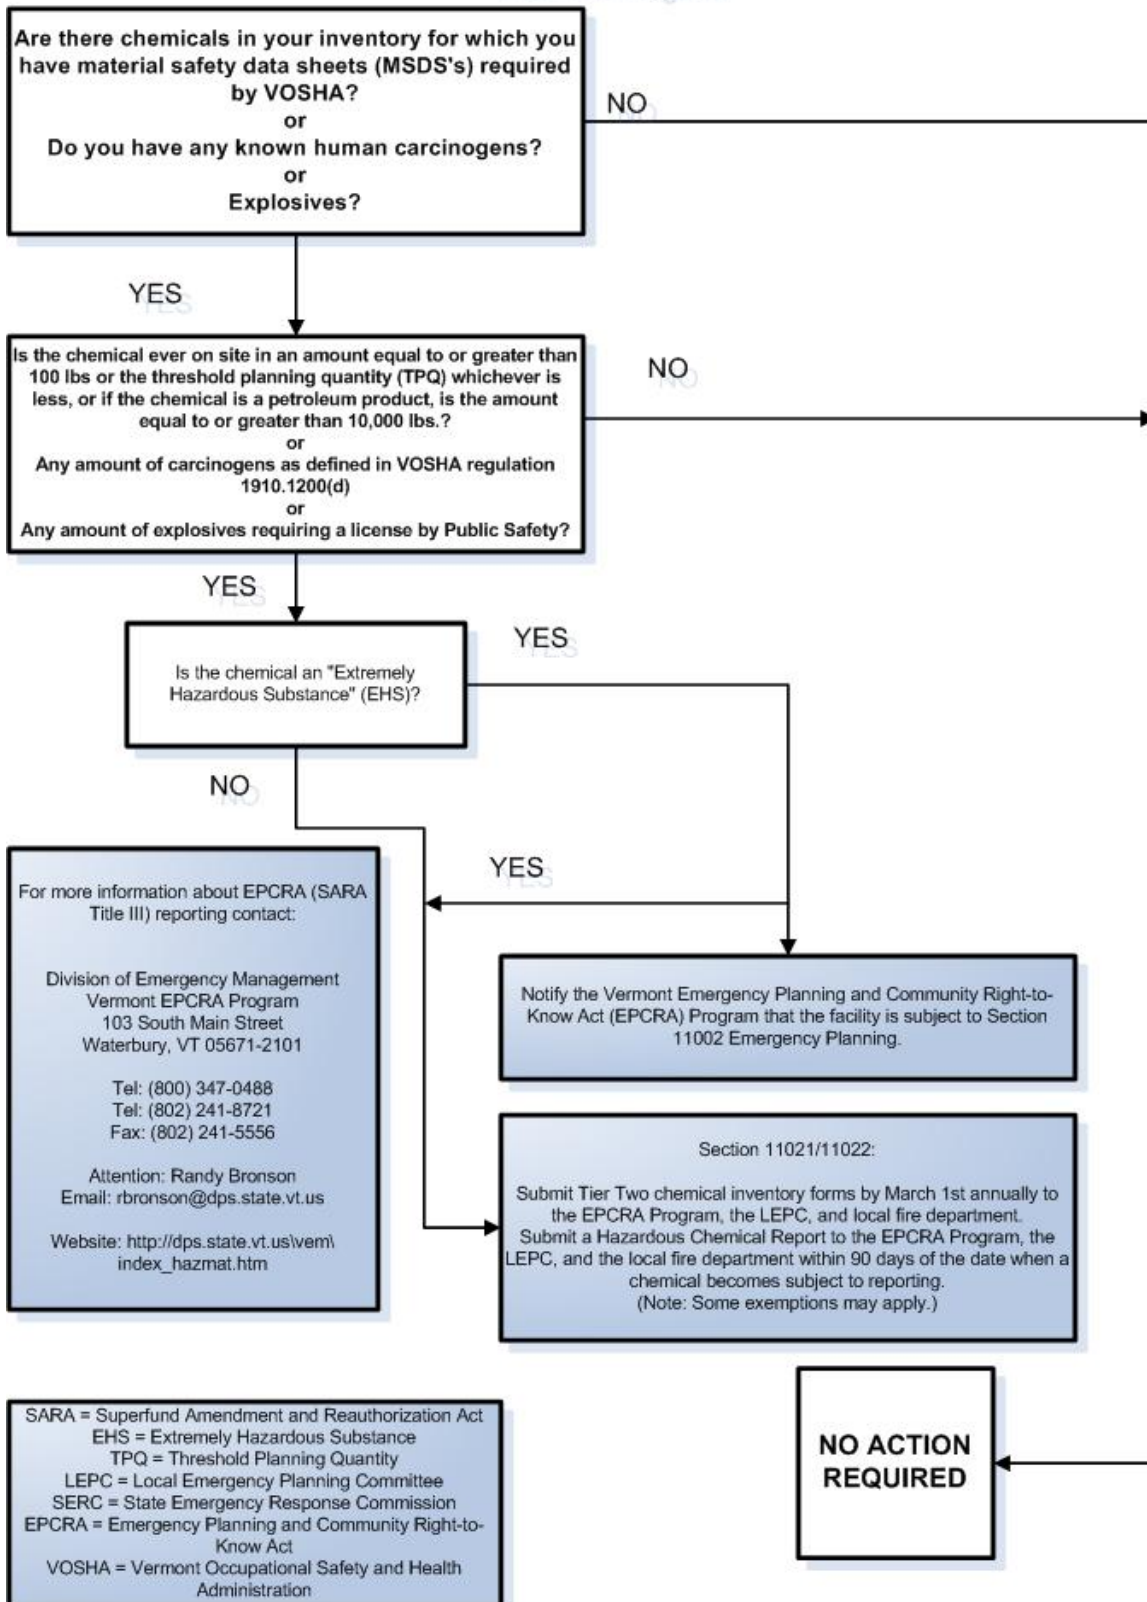 Are there chemicals in your inventory for which you
have material safety data sheets (MSDS's) required
by VOSHA?
or
Do you have any known human carcinogens?
or
Explosives?
NO
YES
Is the chemical ever on site in an amount equal to or greater than
100 lbs or the threshold planning quantity (TPQ) whichever is
less, or if the chemical is a petroleum product, is the amount
equal to or greater than 10,000 lbs.?
or
Any amount of carcinogens as defined in VOSHA regulation
1910.1200(d)
or
Any amount of explosives requiring a license by Public Safety?
NO
YES
Is the chemical an "Extremely
Hazardous Substance" (EHS)?
YES
NO
YES
For more information about EPCRA (SARA
Title III) reporting contact:
Division of Emergency Management
Vermont EPCRA Program
103 South Main Street
Waterbury, VT 05671-2101
Tel: (800) 347-0488
Tel: (802) 241-8721
Fax: (802) 241-5556
Attention: Randy Bronson
Email: rbronson@dps.state.vt.us
Website: http://dps.state.vt.us\vem\
index_hazmat.htm
Notify the Vermont Emergency Planning and Community Right-to-
Know Act (EPCRA) Program that the facility is subject to Section
11002 Emergency Planning.
Section 11021/11022:
Submit Tier Two chemical inventory forms by March 1st annually to
the EPCRA Program, the LEPC, and local fire department.
Submit a Hazardous Chemical Report to the EPCRA Program, the
LEPC, and the local fire department within 90 days of the date when a
chemical becomes subject to reporting.
(Note: Some exemptions may apply.)
SARA = Superfund Amendment and Reauthorization Act
EHS = Extremely Hazardous Substance
TPQ = Threshold Planning Quantity
LEPC = Local Emergency Planning Committee
SERC = State Emergency Response Commission
EPCRA = Emergency Planning and Community Right-to-
Know Act
VOSHA = Vermont Occupational Safety and Health
Administration
NO ACTION
REQUIRED